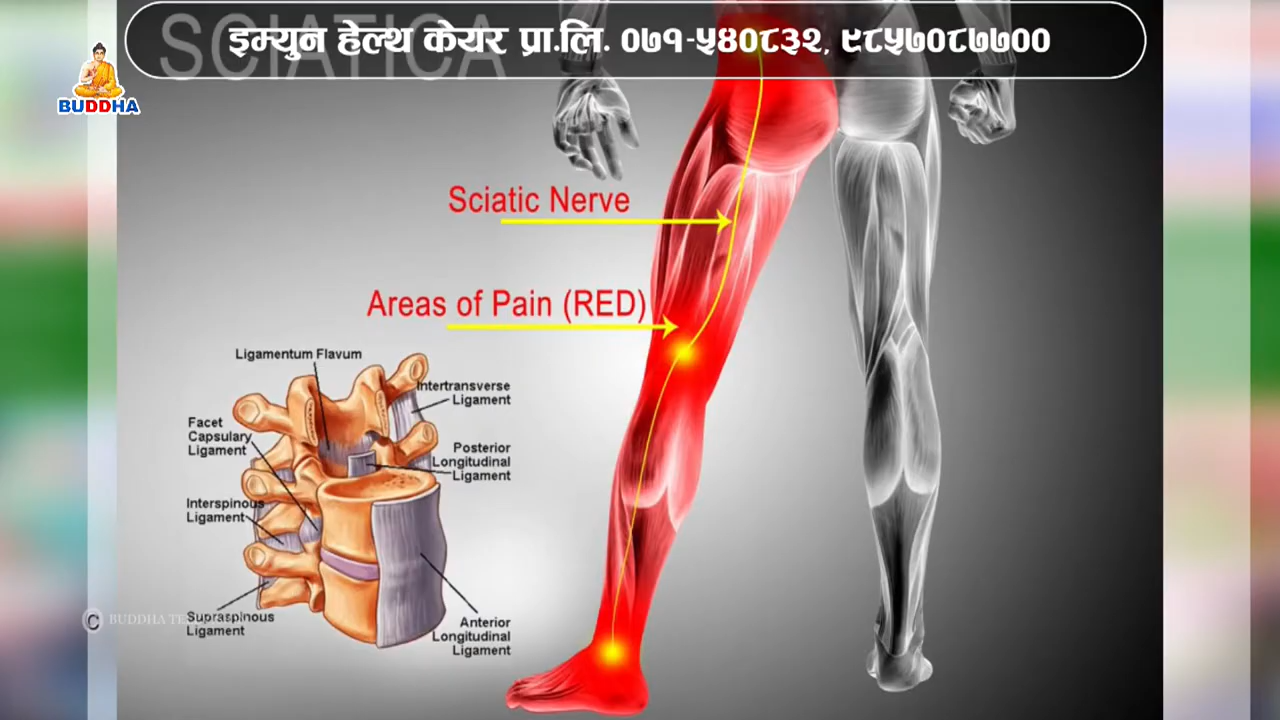 SCIATICA
इम्युन हेल्थ केयर प्रा.लि. ०७१-५४०८३२, ९८५७०८७७००
BUDDHA
Sciatic Nerve
Areas of Pain (RED)
Ligamentum Flavum
Intertransverse
Ligament
Facet
Capsulary
Ligament
Posterior
Longitudinal
Ligament
Interspinous
Ligament
Supraspinous
Ligament
Anterior
Longitudinal
Ligament
© BUDDHA